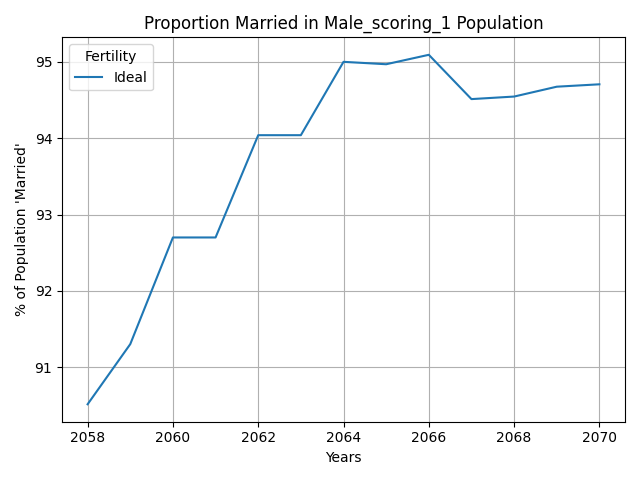 Proportion Married in Male_scoring_1 Population
Fertility
Ideal
% of Population 'Married'
95
94
93
92
91
2058 2060 2062 2064 2066 2068 2070
Years